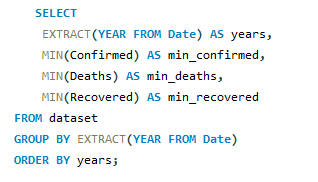 SELECT
EXTRACT(YEAR FROM Date) AS years,
MIN(Confirmed) AS min_confirmed,
MIN(Deaths) AS min_deaths,
MIN(Recovered) AS min_recovered
FROM dataset
GROUP BY EXTRACT(YEAR FROM Date)
ORDER BY years;